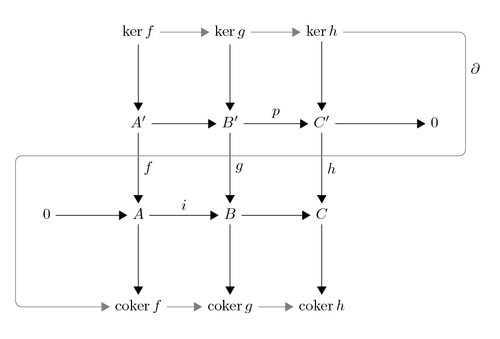 ker f ker g ker h
∂
A′ B′ p C′ 0
f g h
0 A i B C
coker f coker g coker h